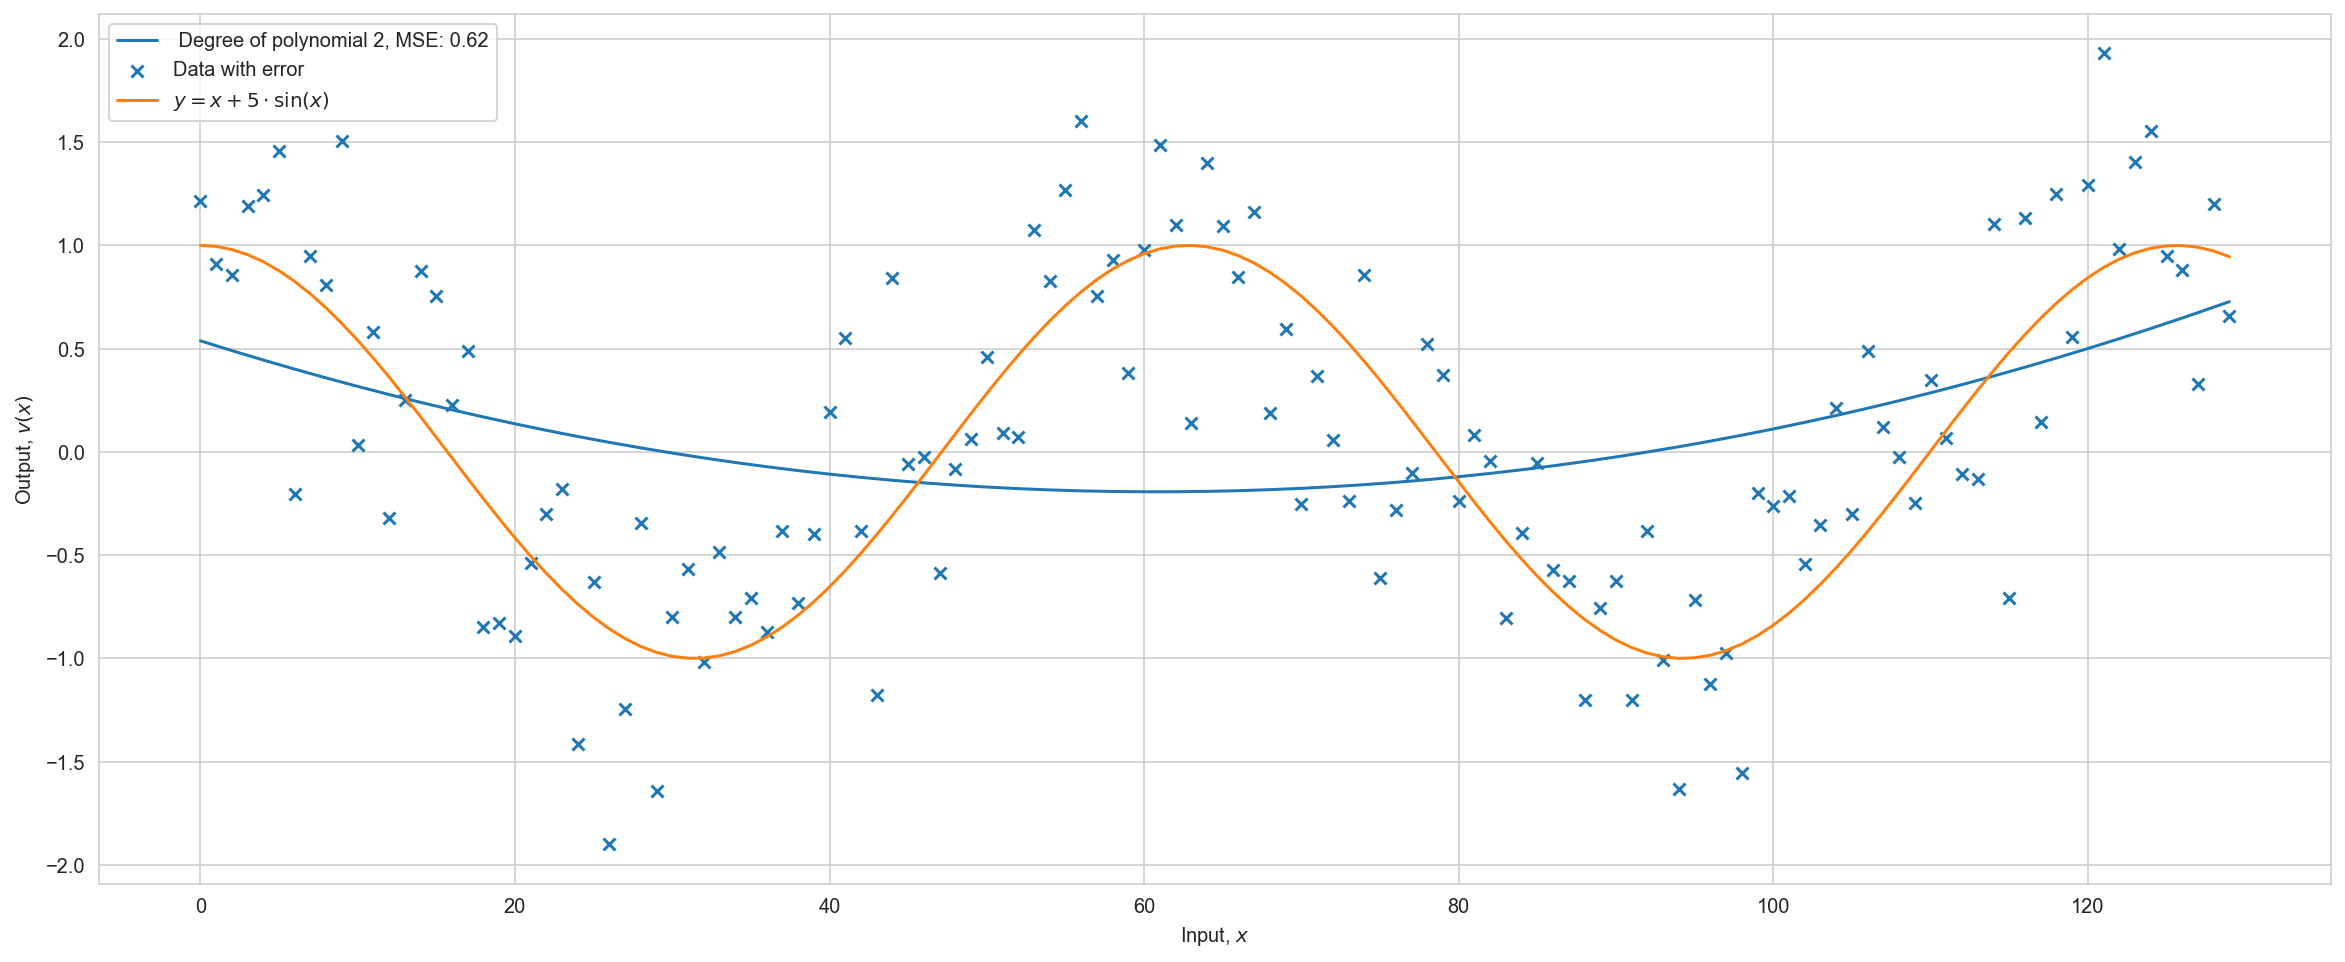 Degree of polynomial 2, MSE: 0.62
Data with error
y = x + 5 · sin(x)
2.0
1.5
1.0
0.5
0.0
−0.5
−1.0
−1.5
−2.0
Output, v(x)
0 20 40 60 80 100 120
Input, x